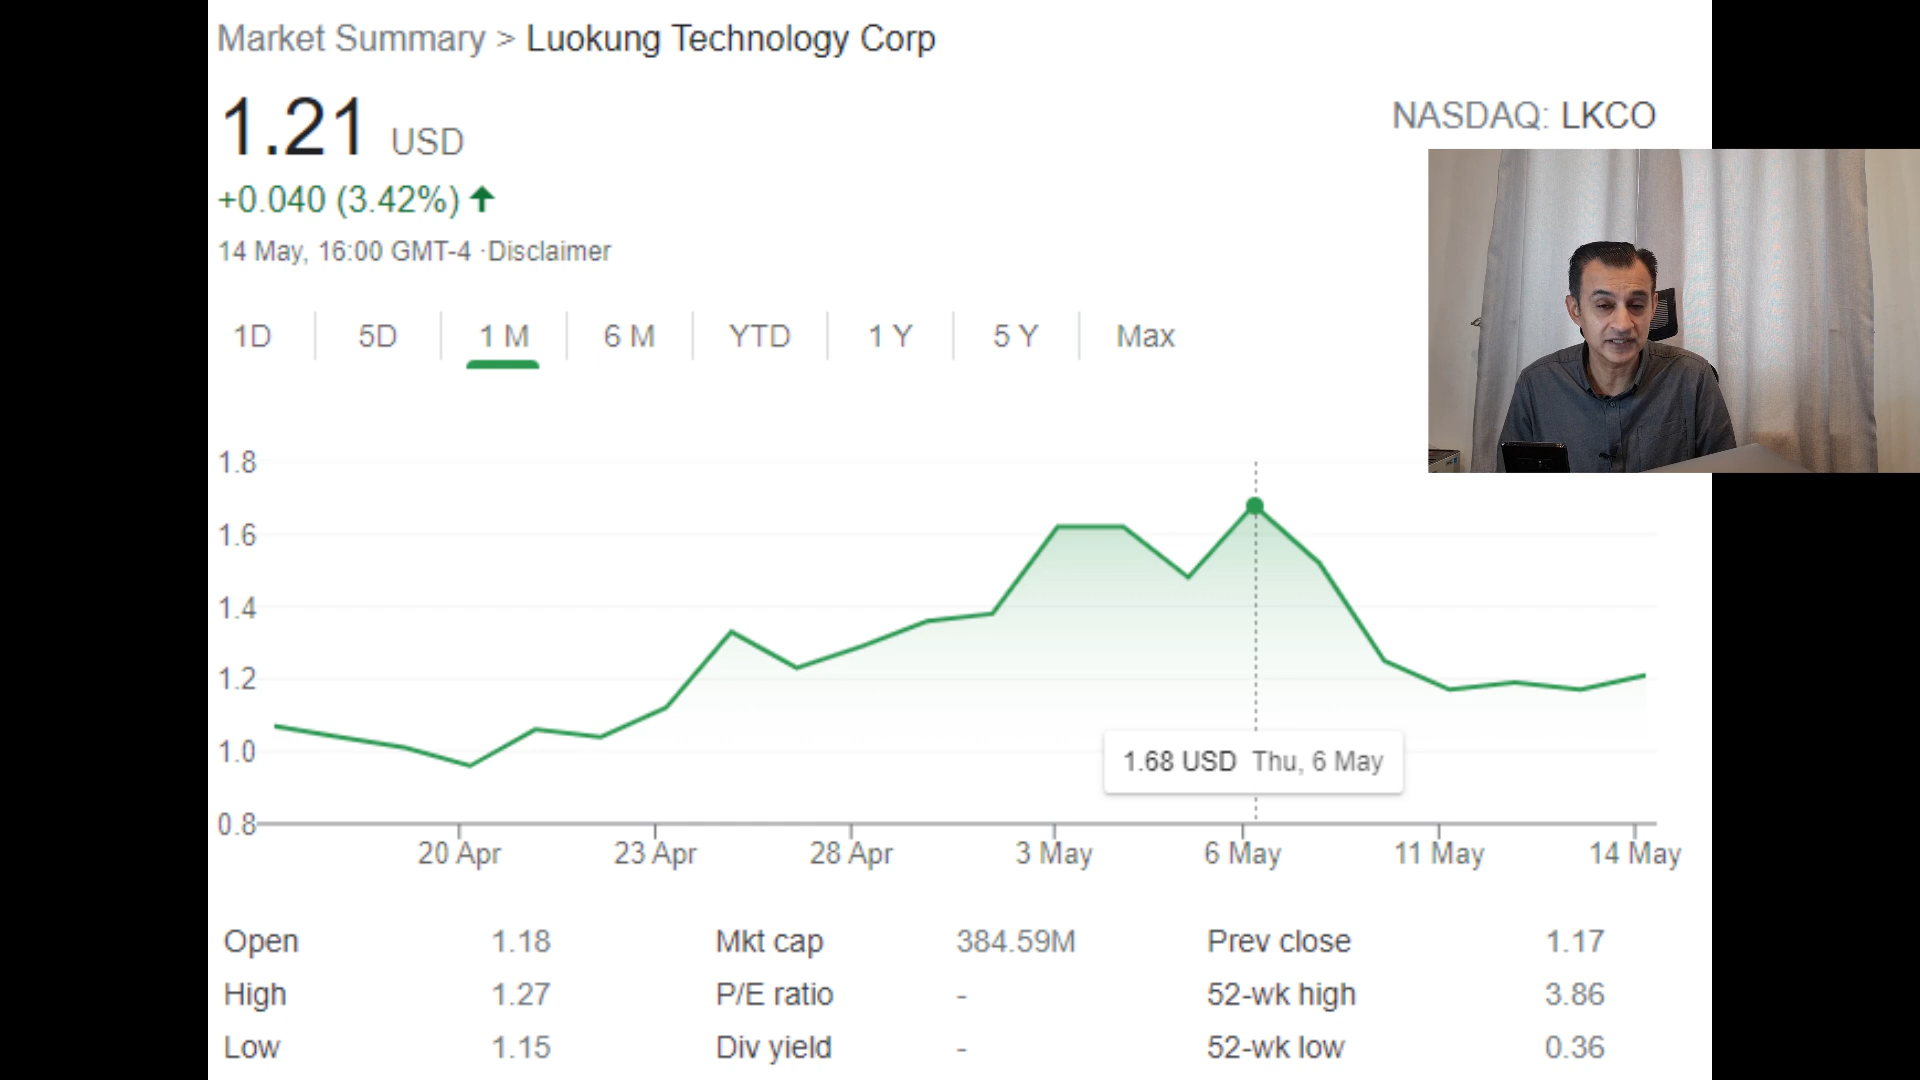 Market Summary > Luokung Technology Corp
1.21 USD
NASDAQ: LKCO
+0.040 (3.42%)
14 May, 16:00 GMT-4 ·Disclaimer
1D 5D 1 M 6 M YTD 1 Y 5 Y Max
1.8
1.6
1.4
1.2
1.0
0.8
1.68 USD Thu, 6 May
20 Apr 23 Apr 28 Apr 3 May 6 May 11 May 14 May
Open 1.18 Mkt cap 384.59M Prev close 1.17
High 1.27 P/E ratio - 52-wk high 3.86
Low 1.15 Div yield - 52-wk low 0.36